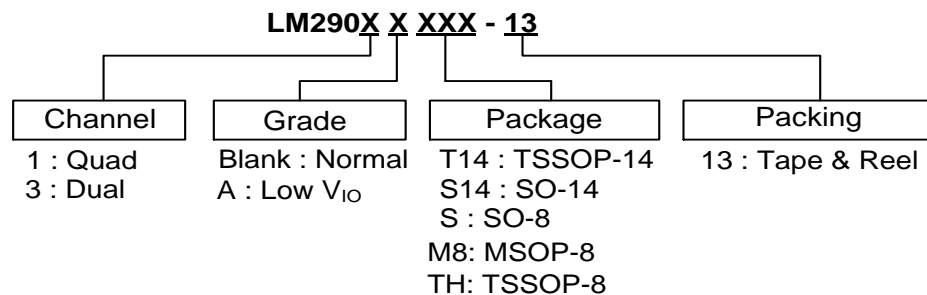 LM290X X XXX - 13
Channel
1 : Quad
3 : Dual
Grade
Blank : Normal
A : Low VIO
Package
T14 : TSSOP-14
S14 : SO-14
S : SO-8
M8: MSOP-8
TH: TSSOP-8
Packing
13 : Tape & Reel